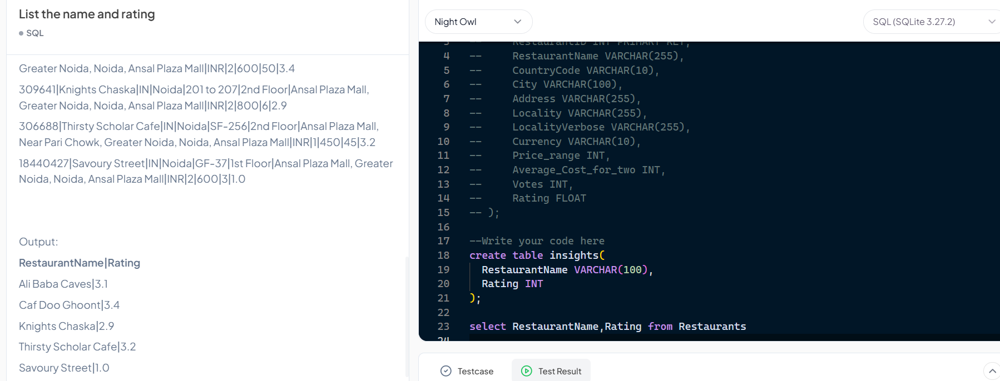 List the name and rating
SQL
Greater Noida, Noida, Ansal Plaza Mall|INR|2|600|50|3.4
309641|Knights Chaska|IN|Noida|201 to 207|2nd Floor|Ansal Plaza Mall,
Greater Noida, Noida, Ansal Plaza Mall|INR|2|800|6|2.9
306688|Thirsty Scholar Cafe|IN|Noida|SF-256|2nd Floor|Ansal Plaza Mall,
Near Pari Chowk, Greater Noida, Noida, Ansal Plaza Mall|INR|1|450|45|3.2
18440427|Savoury Street|IN|Noida|GF-37|1st Floor|Ansal Plaza Mall, Greater
Noida, Noida, Ansal Plaza Mall|INR|2|600|3|1.0
Output:
RestaurantName|Rating
Ali Baba Caves|3.1
Caf Doo Ghoont|3.4
Knights Chaska|2.9
Thirsty Scholar Cafe|3.2
Savoury Street|1.0
Night Owl
SQL (SQLite 3.27.2)
3 -- RestaurantID INT PRIMARY KEY,
4 -- RestaurantName VARCHAR(255),
5 -- CountryCode VARCHAR(10),
6 -- City VARCHAR(100),
7 -- Address VARCHAR(255),
8 -- Locality VARCHAR(255),
9 -- LocalityVerbose VARCHAR(255),
10 -- Currency VARCHAR(10),
11 -- Price_range INT,
12 -- Average_Cost_for_two INT,
13 -- Votes INT,
14 -- Rating FLOAT
15 -- );
16
17 --Write your code here
18 create table insights(
19 RestaurantName VARCHAR(100),
20 Rating INT
21 );
22
23 select RestaurantName,Rating from Restaurants
24
Testcase
Test Result